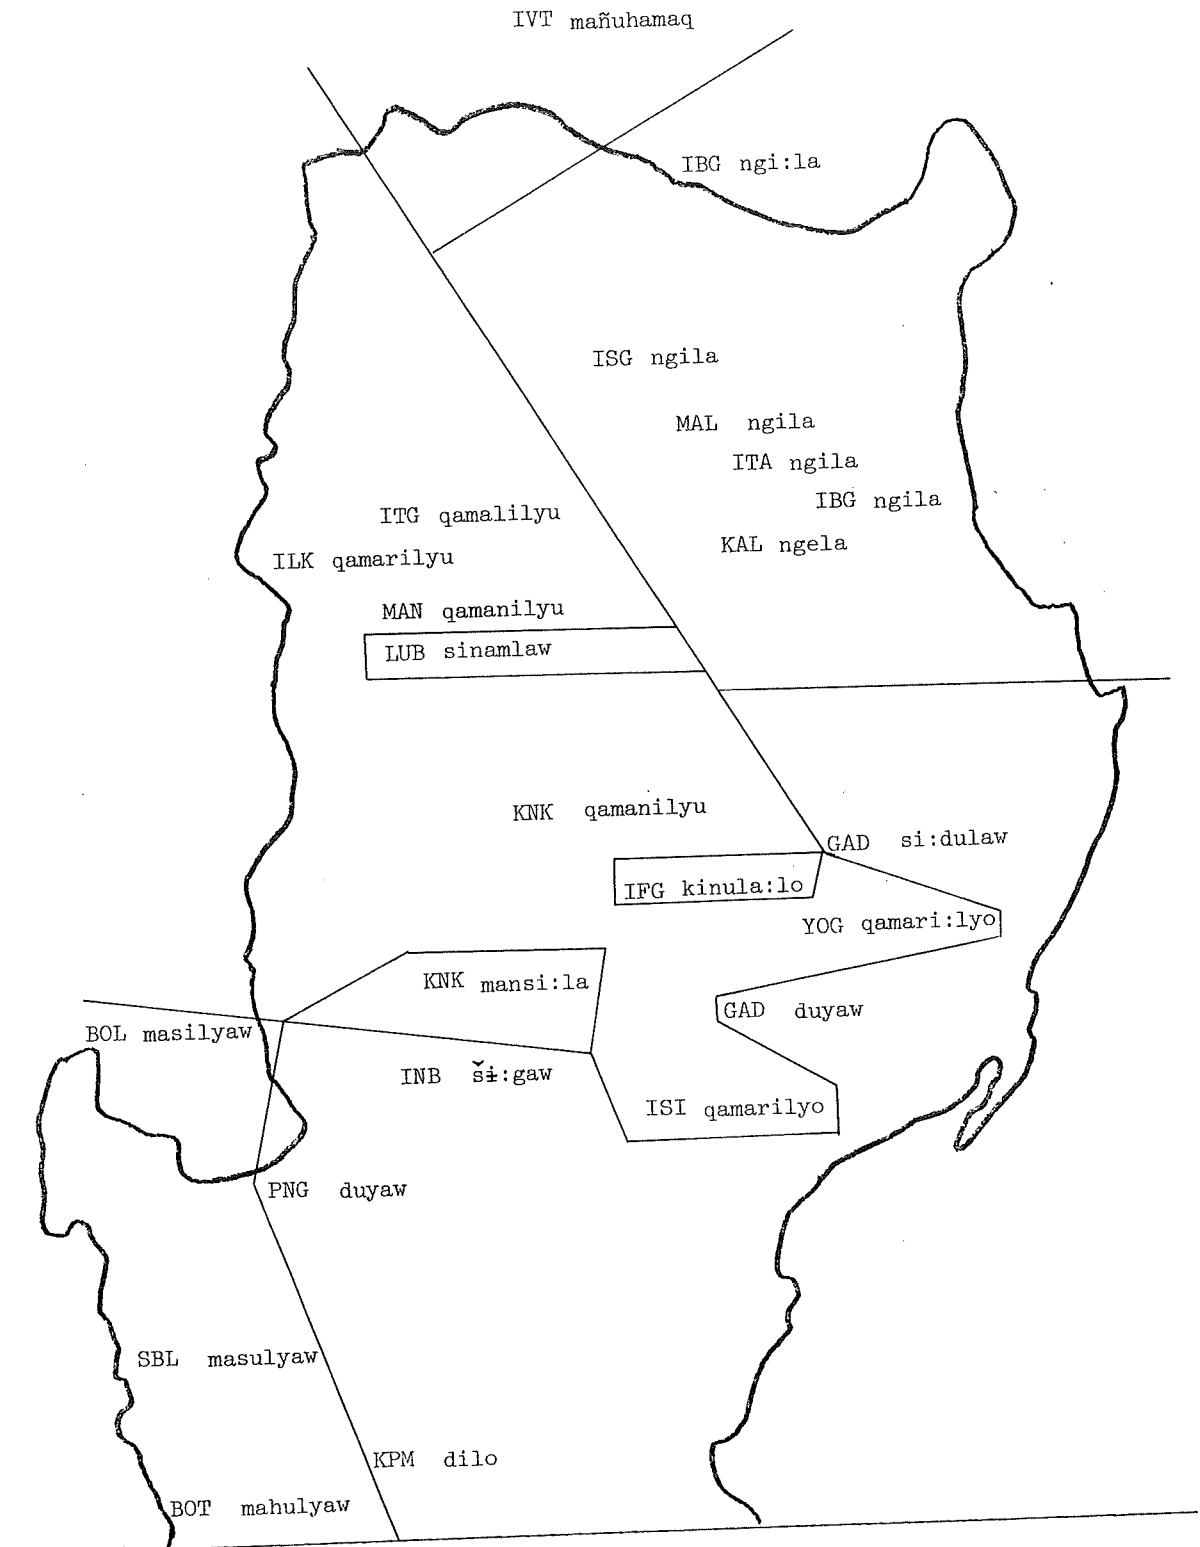 IVT mañuhamaq
IBG ngi:la
ISG ngila
MAL ngila
ITA ngila
IBG ngila
ITG qamalilyu
KAL ngela
ILK qamarilyu
MAN qamanilyu
LUB sinamlaw
KNK qamanilyu
GAD si:dulaw
IFG kinula:lo
YOG qamari:lyo
KNK mansi:la
GAD duyaw
BOL masilyaw
INB šɨ:gaw
ISI qamarilyo
PNG duyaw
SBL masulyaw
KPM dilo
BOT mahulyaw